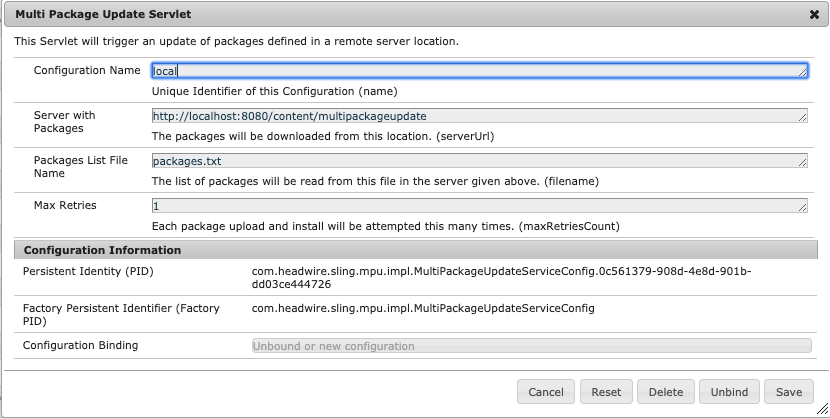 Multi Package Update Servlet
This Servlet will trigger an update of packages defined in a remote server location.
Configuration Name
local
Unique Identifier of this Configuration (name)
Server with
Packages
http://localhost:8080/content/multipackageupdate
The packages will be downloaded from this location. (serverUrl)
Packages List File
Name
packages.txt
The list of packages will be read from this file in the server given above. (filename)
Max Retries
1
Each package upload and install will be attempted this many times. (maxRetriesCount)
Configuration Information
Persistent Identity (PID)
com.headwire.sling.mpu.impl.MultiPackageUpdateServiceConfig.0c561379-908d-4e8d-901b-
dd03ce444726
Factory Persistent Identifier (Factory
PID)
com.headwire.sling.mpu.impl.MultiPackageUpdateServiceConfig
Configuration Binding
Unbound or new configuration
Cancel Reset Delete Unbind Save